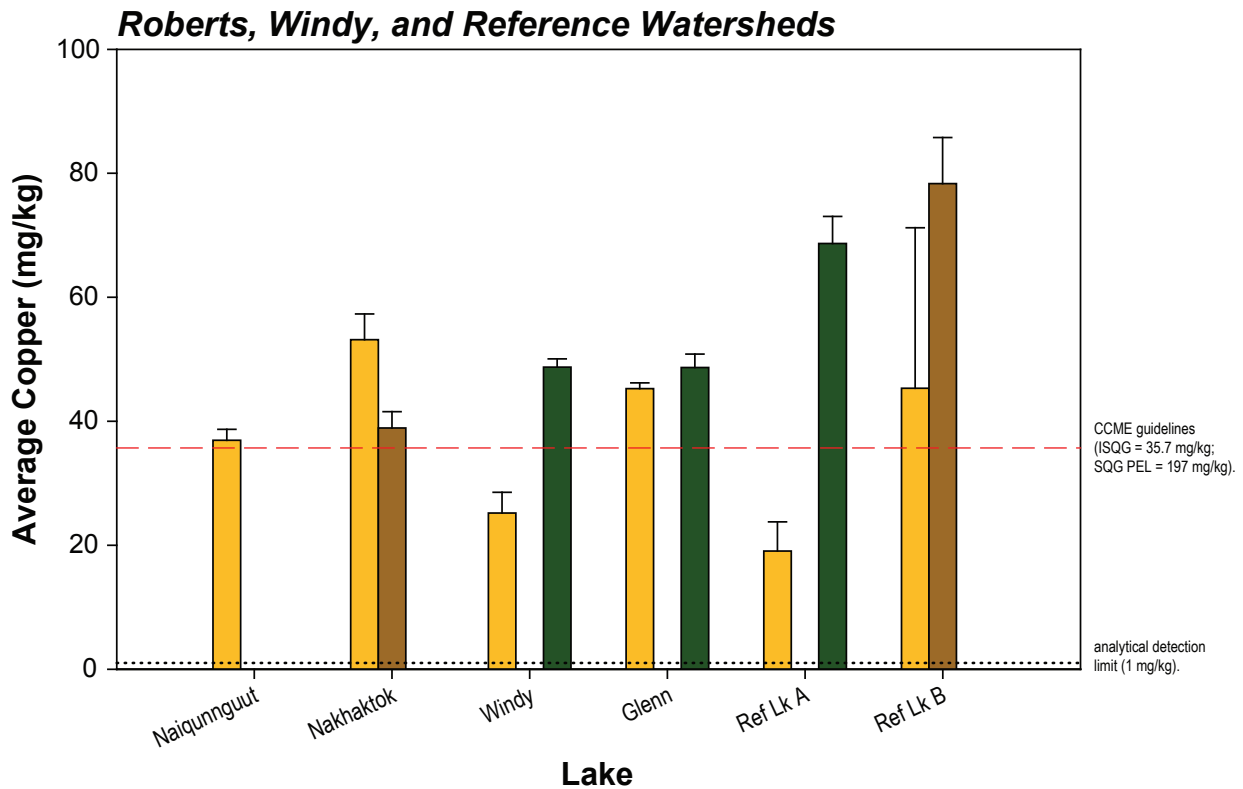 Roberts, Windy, and Reference Watersheds
100
80
60
40
20
0
Average Copper (mg/kg)
CCME guidelines
(ISQG = 35.7 mg/kg;
SQG PEL = 197 mg/kg).
analytical detection
limit (1 mg/kg).
Naiqunnguut
Nakhaktok
Windy
Glenn
Ref Lk A
Ref Lk B
Lake